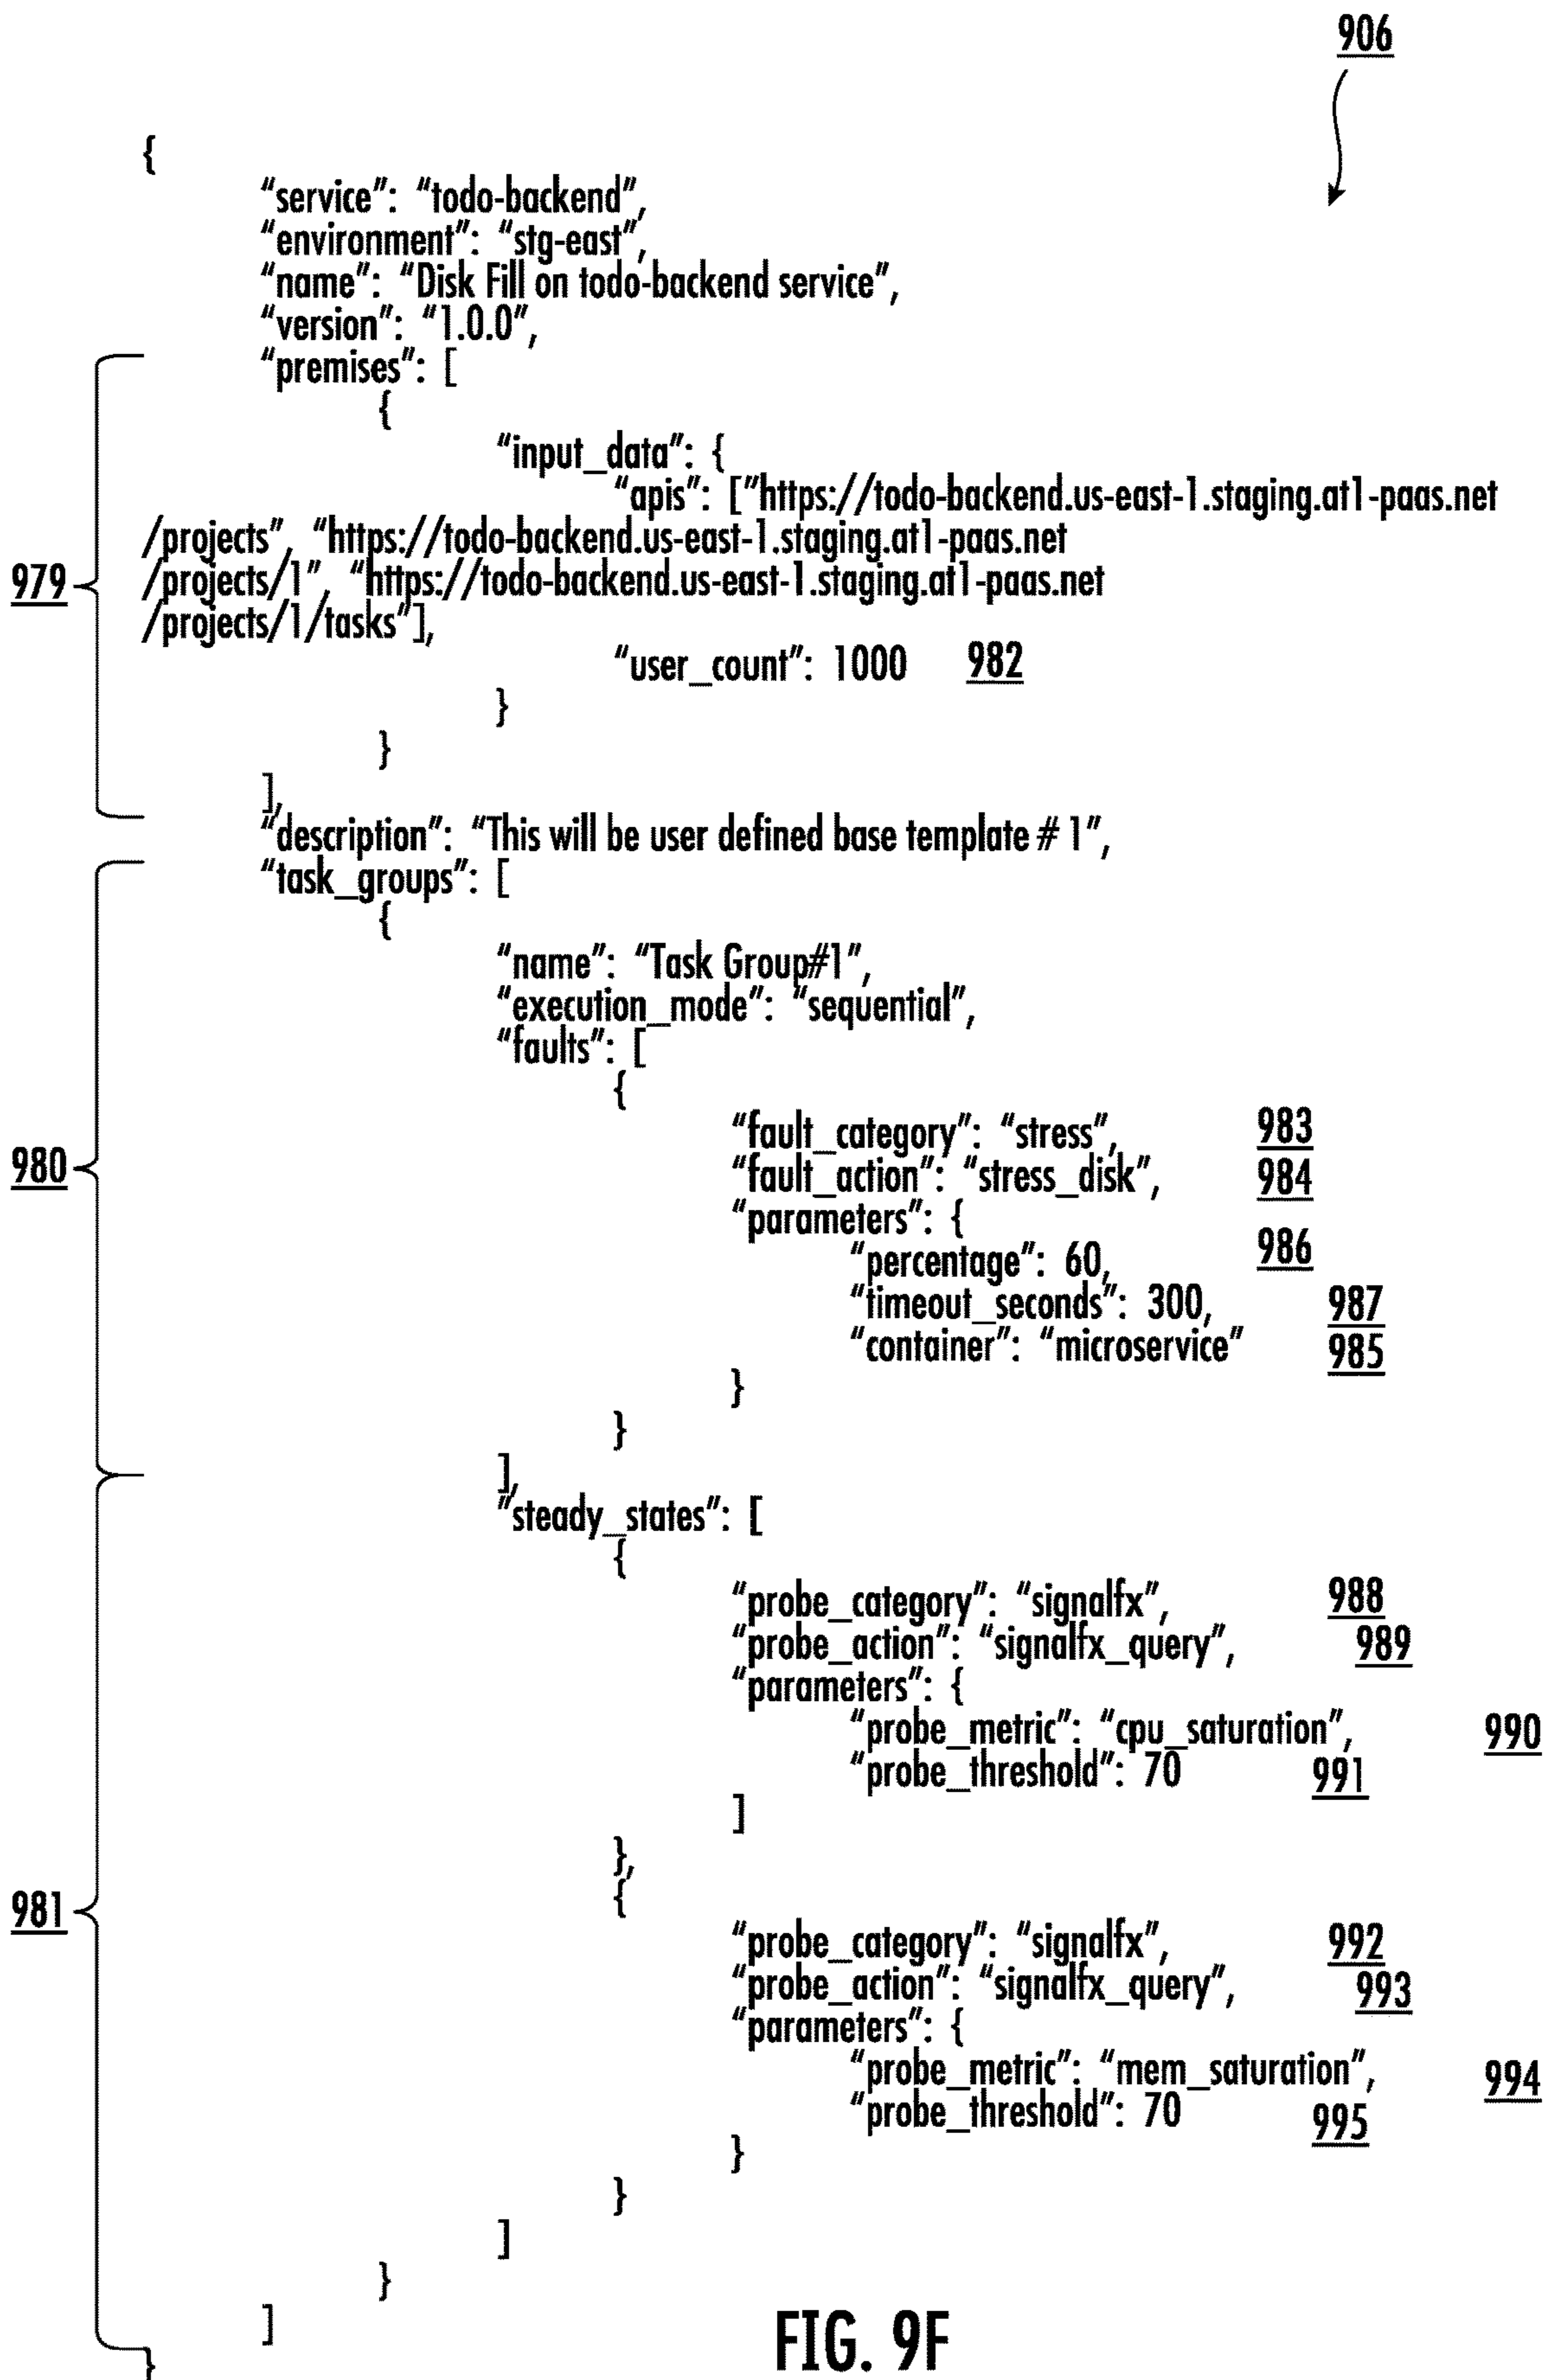 906
{
“service”: “todo-backend”,
“environment”: “stg-east”,
“name”: “Disk Fill on todo-backend service”,
“version”: “1.0.0”,
“premises”: [
{
“input_data”: {
“apis”: [“https://todo-backend.us-east-1.staging.at1-paas.net
/projects”, “https://todo-backend.us-east-1.staging.at1-paas.net
979 /projects/1”, “https://todo-backend.us-east-1.staging.at1-paas.net
/projects/1/tasks”],
“user_count”: 1000 982
}
}
],
“description”: “This will be user defined base template # 1”,
“task_groups”: [
{
“name”: “Task Group#1”,
“execution_mode”: “sequential”,
“faults”: [
{
“fault_category”: “stress”, 983
980 “fault_action”: “stress_disk”, 984
“parameters”: {
“percentage”: 60, 986
“timeout_seconds”: 300, 987
“container”: “microservice” 985
}
}
],
“steady_states”: [
{
“probe_category”: “signalfx”, 988
“probe_action”: “signalfx_query”, 989
“parameters”: {
“probe_metric”: “cpu_saturation”, 990
“probe_threshold”: 70 991
]
},
981 {
“probe_category”: “signalfx”, 992
“probe_action”: “signalfx_query”, 993
“parameters”: {
“probe_metric”: “mem_saturation”, 994
“probe_threshold”: 70 995
}
}
]
}
]
}
FIG. 9F